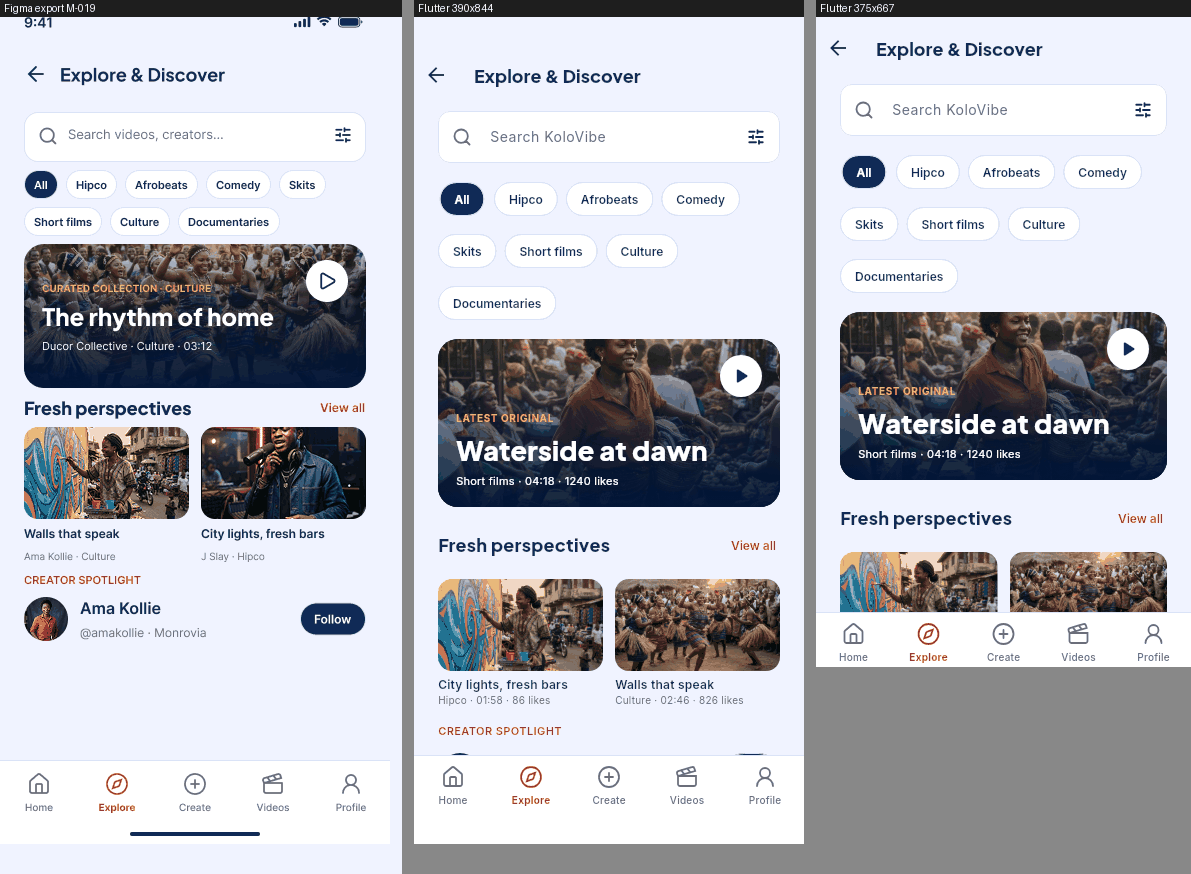 Figma export M-019
9:41
Explore & Discover
Search videos, creators...
All
Hipco
Afrobeats
Comedy
Skits
Short films
Culture
Documentaries
CURATED COLLECTION · CULTURE
The rhythm of home
Ducor Collective · Culture · 03:12
Fresh perspectives
View all
Walls that speak
Ama Kollie · Culture
City lights, fresh bars
J Slay · Hipco
CREATOR SPOTLIGHT
Ama Kollie
@amakollie · Monrovia
Follow
Home
Explore
Create
Videos
Profile
Flutter 390x844
Explore & Discover
Search KoloVibe
All
Hipco
Afrobeats
Comedy
Skits
Short films
Culture
Documentaries
LATEST ORIGINAL
Waterside at dawn
Short films · 04:18 · 1240 likes
Fresh perspectives
View all
City lights, fresh bars
Hipco · 01:58 · 86 likes
Walls that speak
Culture · 02:46 · 826 likes
CREATOR SPOTLIGHT
Home
Explore
Create
Videos
Profile
Flutter 375x667
Explore & Discover
Search KoloVibe
All
Hipco
Afrobeats
Comedy
Skits
Short films
Culture
Documentaries
LATEST ORIGINAL
Waterside at dawn
Short films · 04:18 · 1240 likes
Fresh perspectives
View all
Home
Explore
Create
Videos
Profile